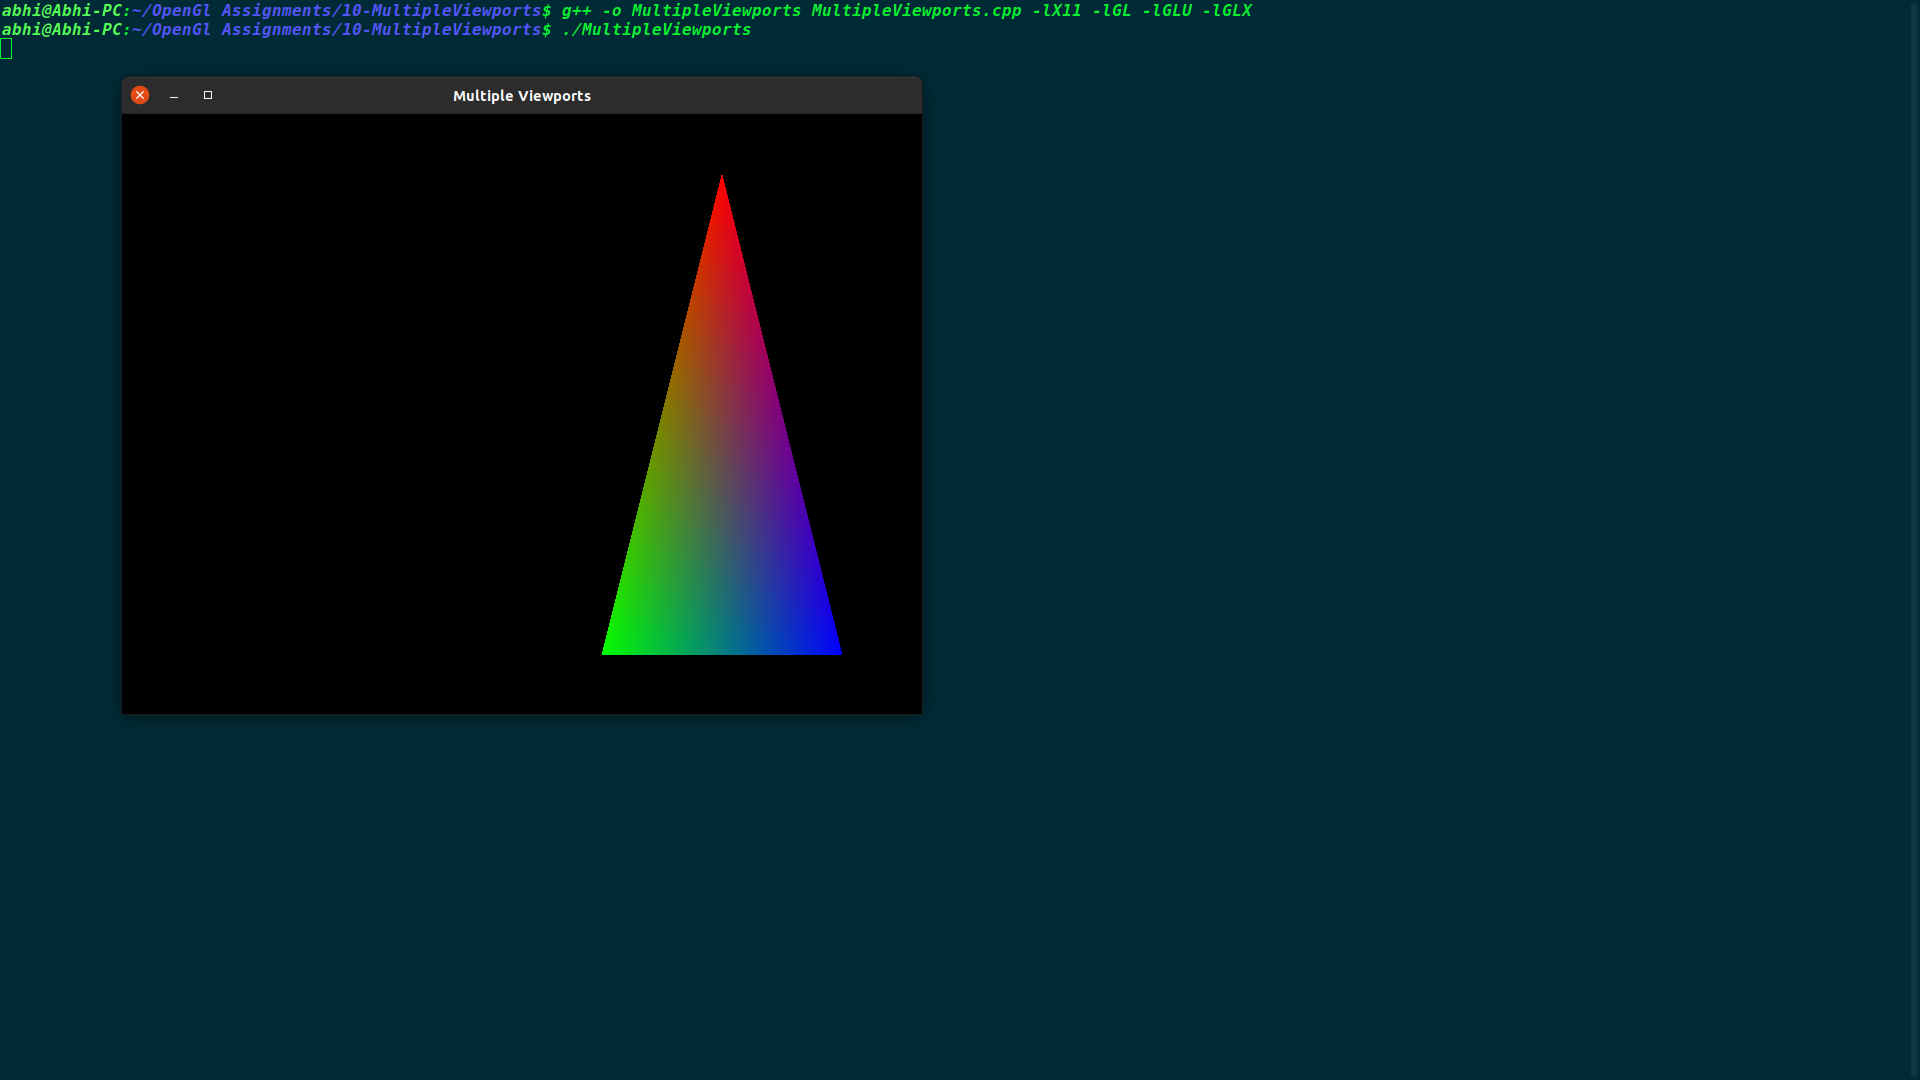 abhi@Abhi-PC:~/OpenGl Assignments/10-MultipleViewports$ g++ -o MultipleViewports MultipleViewports.cpp -lX11 -lGL -lGLU -lGLX
abhi@Abhi-PC:~/OpenGl Assignments/10-MultipleViewports$ ./MultipleViewports
Multiple Viewports